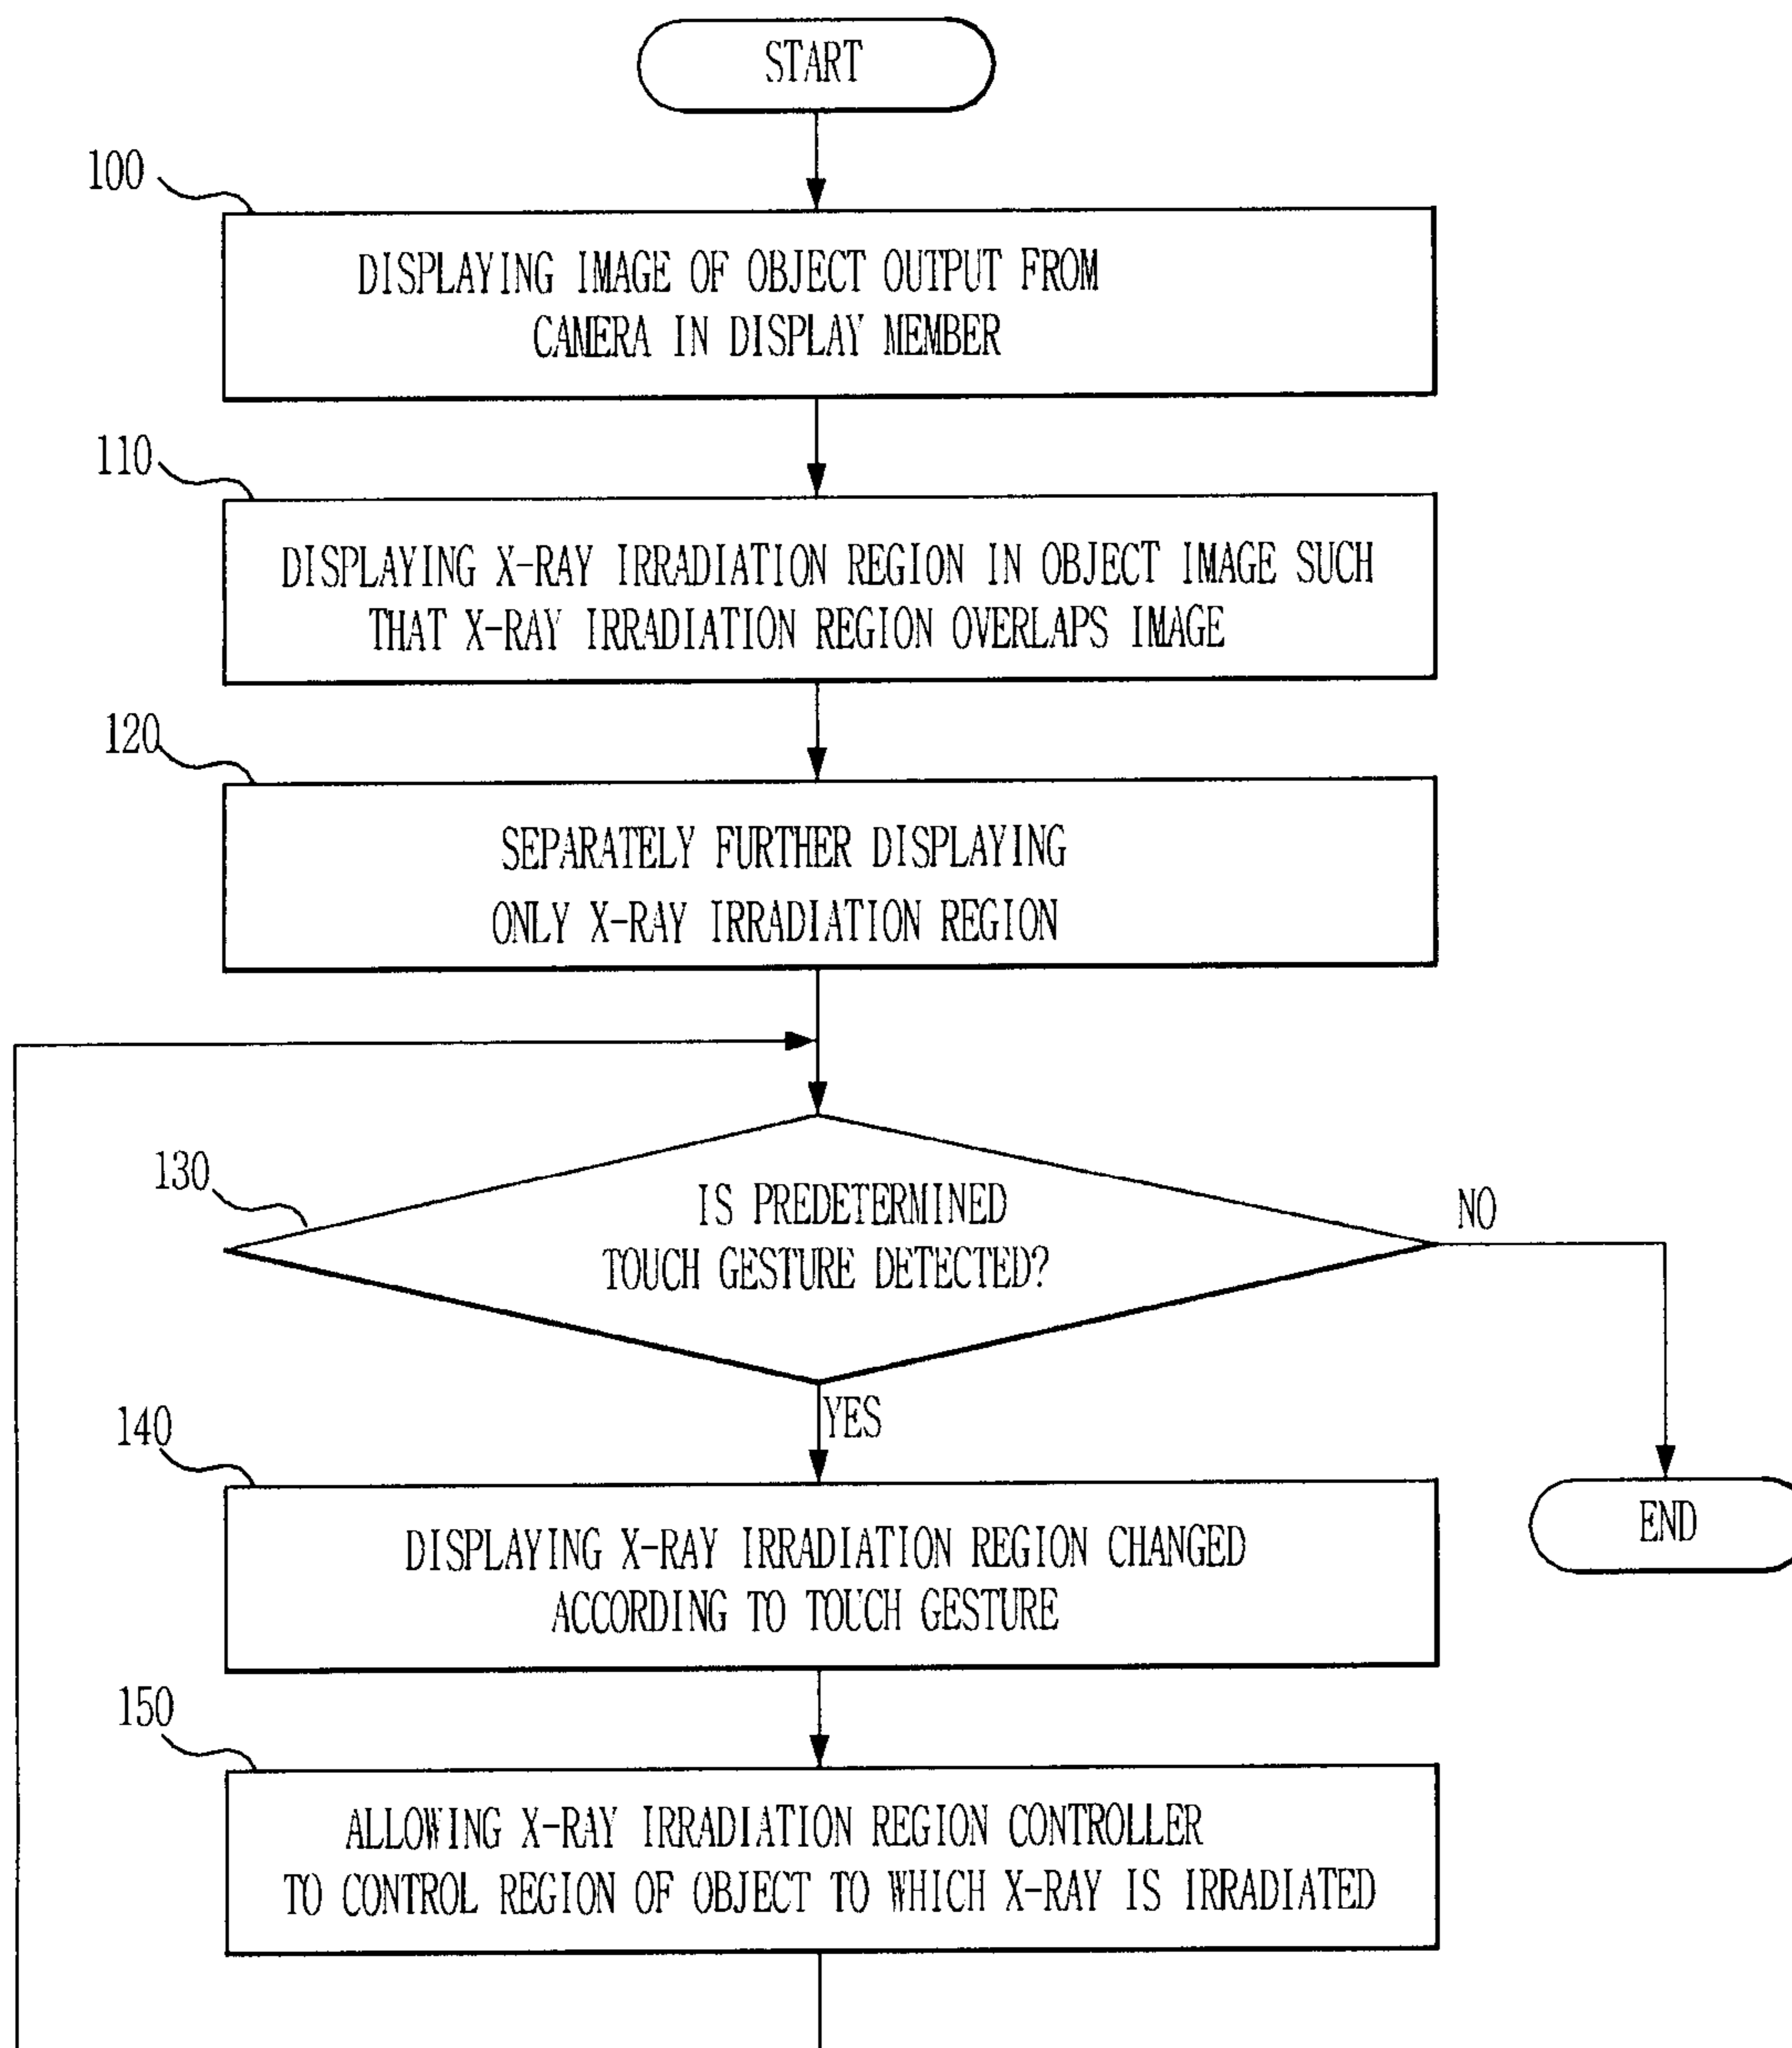 START
100
DISPLAYING IMAGE OF OBJECT OUTPUT FROM
CAMERA IN DISPLAY MEMBER
110
DISPLAYING X-RAY IRRADIATION REGION IN OBJECT IMAGE SUCH
THAT X-RAY IRRADIATION REGION OVERLAPS IMAGE
120
SEPARATELY FURTHER DISPLAYING
ONLY X-RAY IRRADIATION REGION
130
IS PREDETERMINED
TOUCH GESTURE DETECTED?
NO
YES
140
DISPLAYING X-RAY IRRADIATION REGION CHANGED
ACCORDING TO TOUCH GESTURE
END
150
ALLOWING X-RAY IRRADIATION REGION CONTROLLER
TO CONTROL REGION OF OBJECT TO WHICH X-RAY IS IRRADIATED